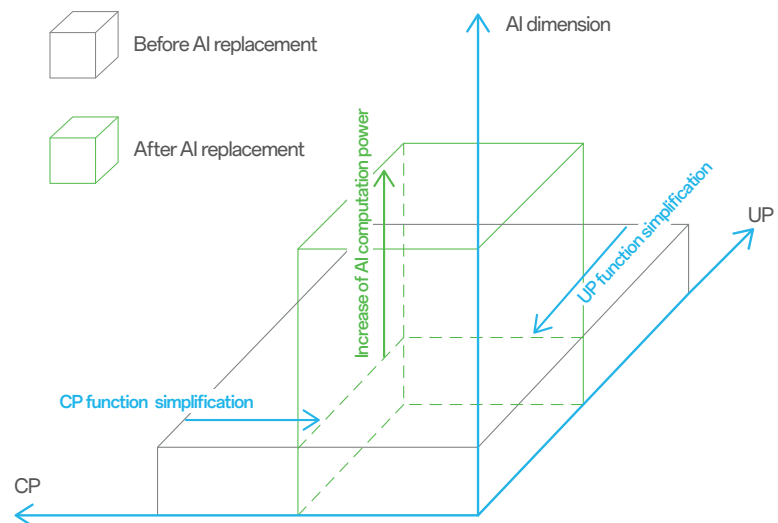 AI dimension
Before AI replacement
After AI replacement
Increase of AI computation power
UP function simplification
UP
CP function simplification
CP